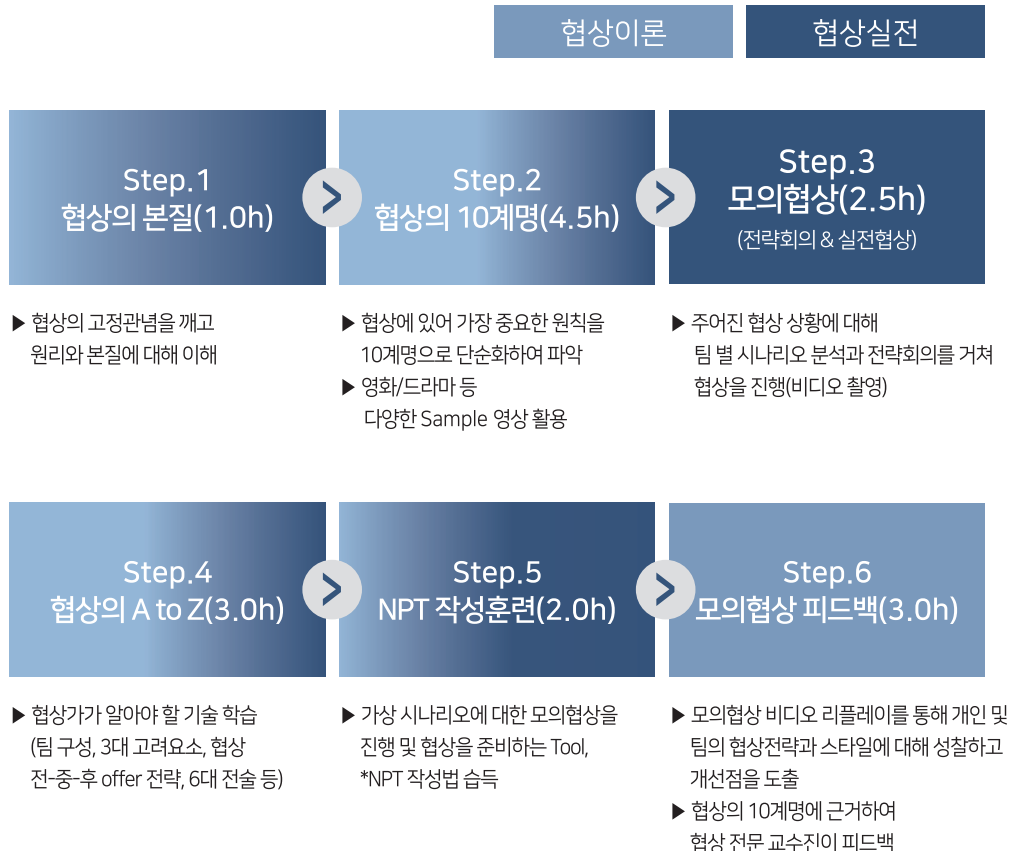 협상이론
협상실전
Step.1
협상의 본질(1.0h)
>
Step.2
협상의 10계명(4.5h)
>
Step.3
모의협상(2.5h)
(전략회의 & 실전협상)
▶ 협상의 고정관념을 깨고
원리와 본질에 대해 이해
▶ 협상에 있어 가장 중요한 원칙을
10계명으로 단순화하여 파악
▶ 영화/드라마 등
다양한 Sample 영상 활용
▶ 주어진 협상 상황에 대해
팀 별 시나리오 분석과 전략회의를 거쳐
협상을 진행(비디오 촬영)
Step.4
협상의 A to Z(3.0h)
>
Step.5
NPT 작성훈련(2.0h)
>
Step.6
모의협상 피드백(3.0h)
▶ 협상가가 알아야 할 기술 학습
(팀 구성, 3대 고려요소, 협상
전-중-후 offer 전략, 6대 전술 등)
▶ 가상 시나리오에 대한 모의협상을
진행 및 협상을 준비하는 Tool,
*NPT 작성법 습득
▶ 모의협상 비디오 리플레이를 통해 개인 및
팀의 협상전략과 스타일에 대해 성찰하고
개선점을 도출
▶ 협상의 10계명에 근거하여
협상 전문 교수진이 피드백